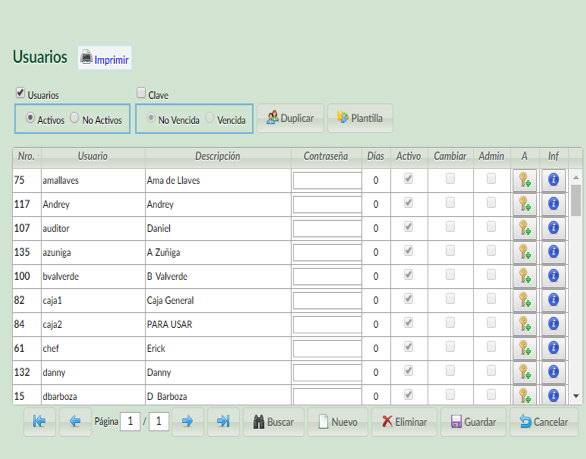 Usuarios Imprimir
Usuarios Clave
Activos No Activos No Vencida Vencida Duplicar Plantilla
Nro. Usuario Descripción Contraseña Días Activo Cambiar Admin A Inf
75 amallaves Ama de Llaves 0
117 Andrey Andrey 0
107 auditor Daniel 0
135 azuniga A Zuñiga 0
100 bvalverde B Valverde 0
82 caja1 Caja General 0
84 caja2 PARA USAR 0
61 chef Erick 0
132 danny Danny 0
15 dbarboza D Barboza 0
Página 1 / 1 Buscar Nuevo Eliminar Guardar Cancelar